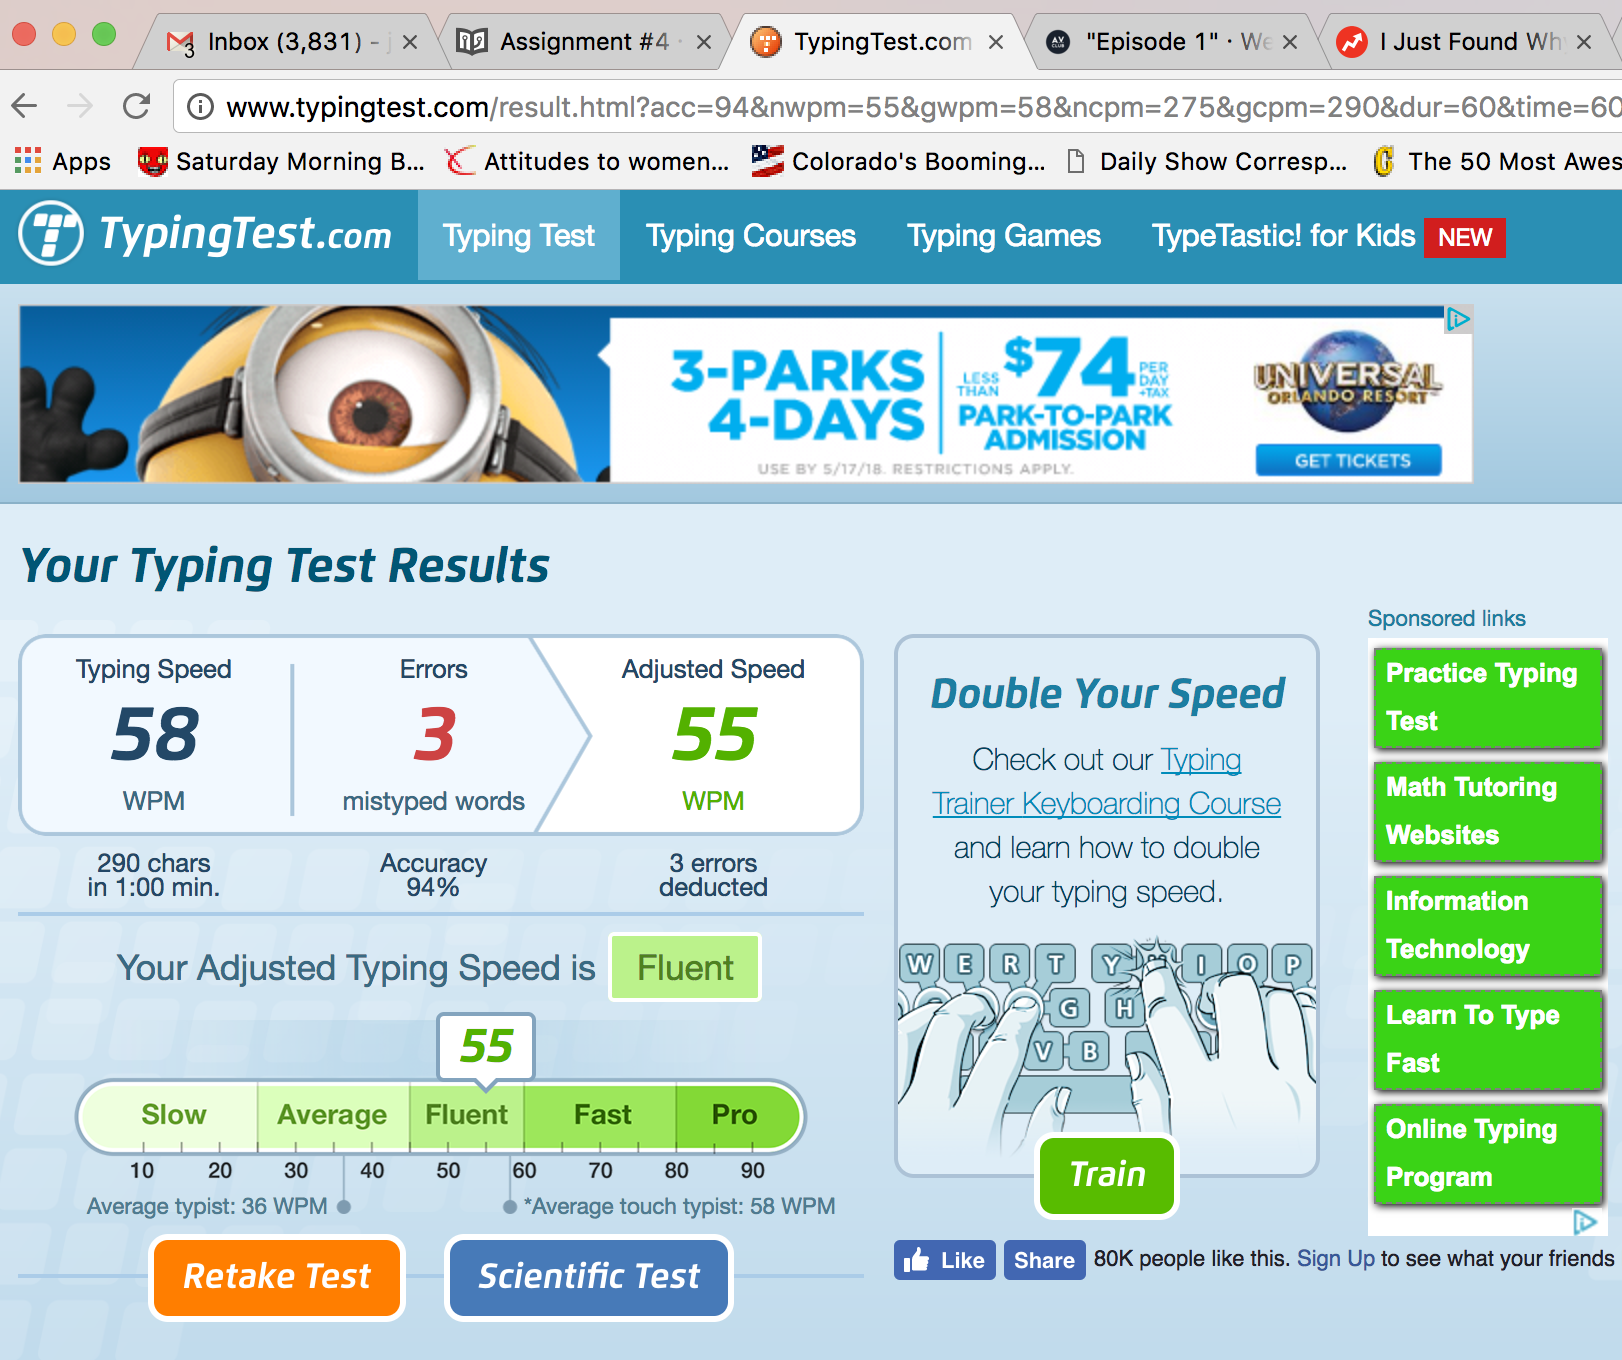 Inbox (3,831) -
Assignment #4
TypingTest.com
"Episode 1" · We
I Just Found Wh
3
www.typingtest.com/result.html?acc=94&nwpm=55&gwpm=58&ncpm=275&gcpm=290&dur=60&time=60
Apps
Saturday Morning B...
Attitudes to women...
Colorado's Booming...
Daily Show Corresp...
The 50 Most Awes
TypingTest.com
Typing Test
Typing Courses
Typing Games
TypeTastic! for Kids
NEW
3-PARKS
4-DAYS
LESS THAN
$74
PER DAY +TAX
PARK-TO-PARK
ADMISSION
USE BY 5/17/18. RESTRICTIONS APPLY.
UNIVERSAL
ORLANDO RESORT
GET TICKETS
Your Typing Test Results
Typing Speed
58
WPM
290 chars
in 1:00 min.
Errors
3
mistyped words
Accuracy
94%
Adjusted Speed
55
WPM
3 errors
deducted
Your Adjusted Typing Speed is Fluent
55
Slow Average Fluent Fast Pro
10 20 30 40 50 60 70 80 90
Average typist: 36 WPM
*Average touch typist: 58 WPM
Retake Test
Scientific Test
Double Your Speed
Check out our Typing
Trainer Keyboarding Course
and learn how to double
your typing speed.
W E R T Y I O P
G H
V B
Train
Like
Share
80K people like this. Sign Up to see what your friends
Sponsored links
Practice Typing
Test
Math Tutoring
Websites
Information
Technology
Learn To Type
Fast
Online Typing
Program